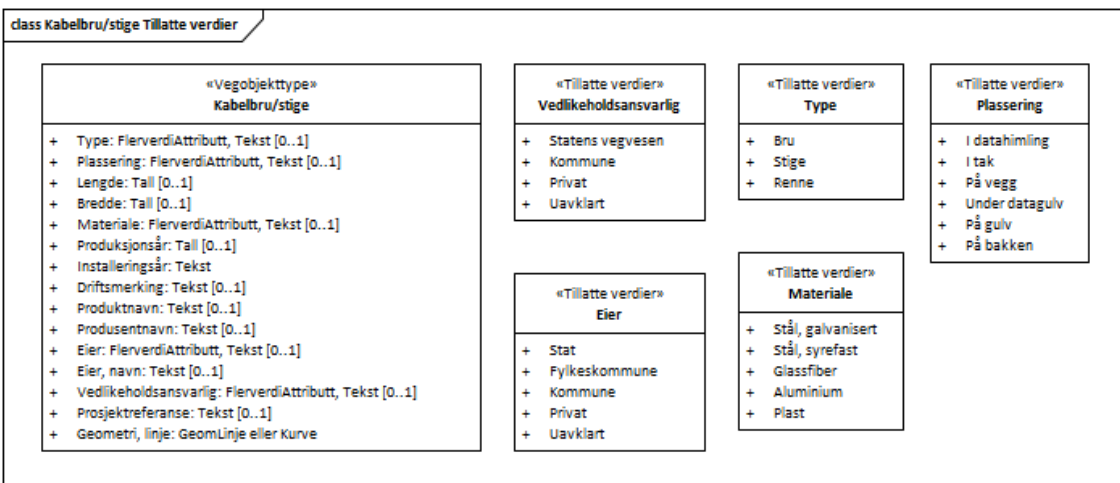 class Kabelbru/stige Tillatte verdier
«Vegobjekttype»
Kabelbru/stige
+ Type: FlerverdiAttributt, Tekst [0..1]
+ Plassering: FlerverdiAttributt, Tekst [0..1]
+ Lengde: Tall [0..1]
+ Bredde: Tall [0..1]
+ Materiale: FlerverdiAttributt, Tekst [0..1]
+ Produksjonsår: Tall [0..1]
+ Installeringsår: Tekst
+ Driftsmerking: Tekst [0..1]
+ Produktnavn: Tekst [0..1]
+ Produsentnavn: Tekst [0..1]
+ Eier: FlerverdiAttributt, Tekst [0..1]
+ Eier, navn: Tekst [0..1]
+ Vedlikeholdsansvarlig: FlerverdiAttributt, Tekst [0..1]
+ Prosjektreferanse: Tekst [0..1]
+ Geometri, linje: GeomLinje eller Kurve
«Tillatte verdier»
Vedlikeholdsansvarlig
+ Statens vegvesen
+ Kommune
+ Privat
+ Uavklart
«Tillatte verdier»
Type
+ Bru
+ Stige
+ Renne
«Tillatte verdier»
Plassering
+ I datahimling
+ I tak
+ På vegg
+ Under datagulv
+ På gulv
+ På bakken
«Tillatte verdier»
Eier
+ Stat
+ Fylkeskommune
+ Kommune
+ Privat
+ Uavklart
«Tillatte verdier»
Materiale
+ Stål, galvanisert
+ Stål, syrefast
+ Glassfiber
+ Aluminium
+ Plast